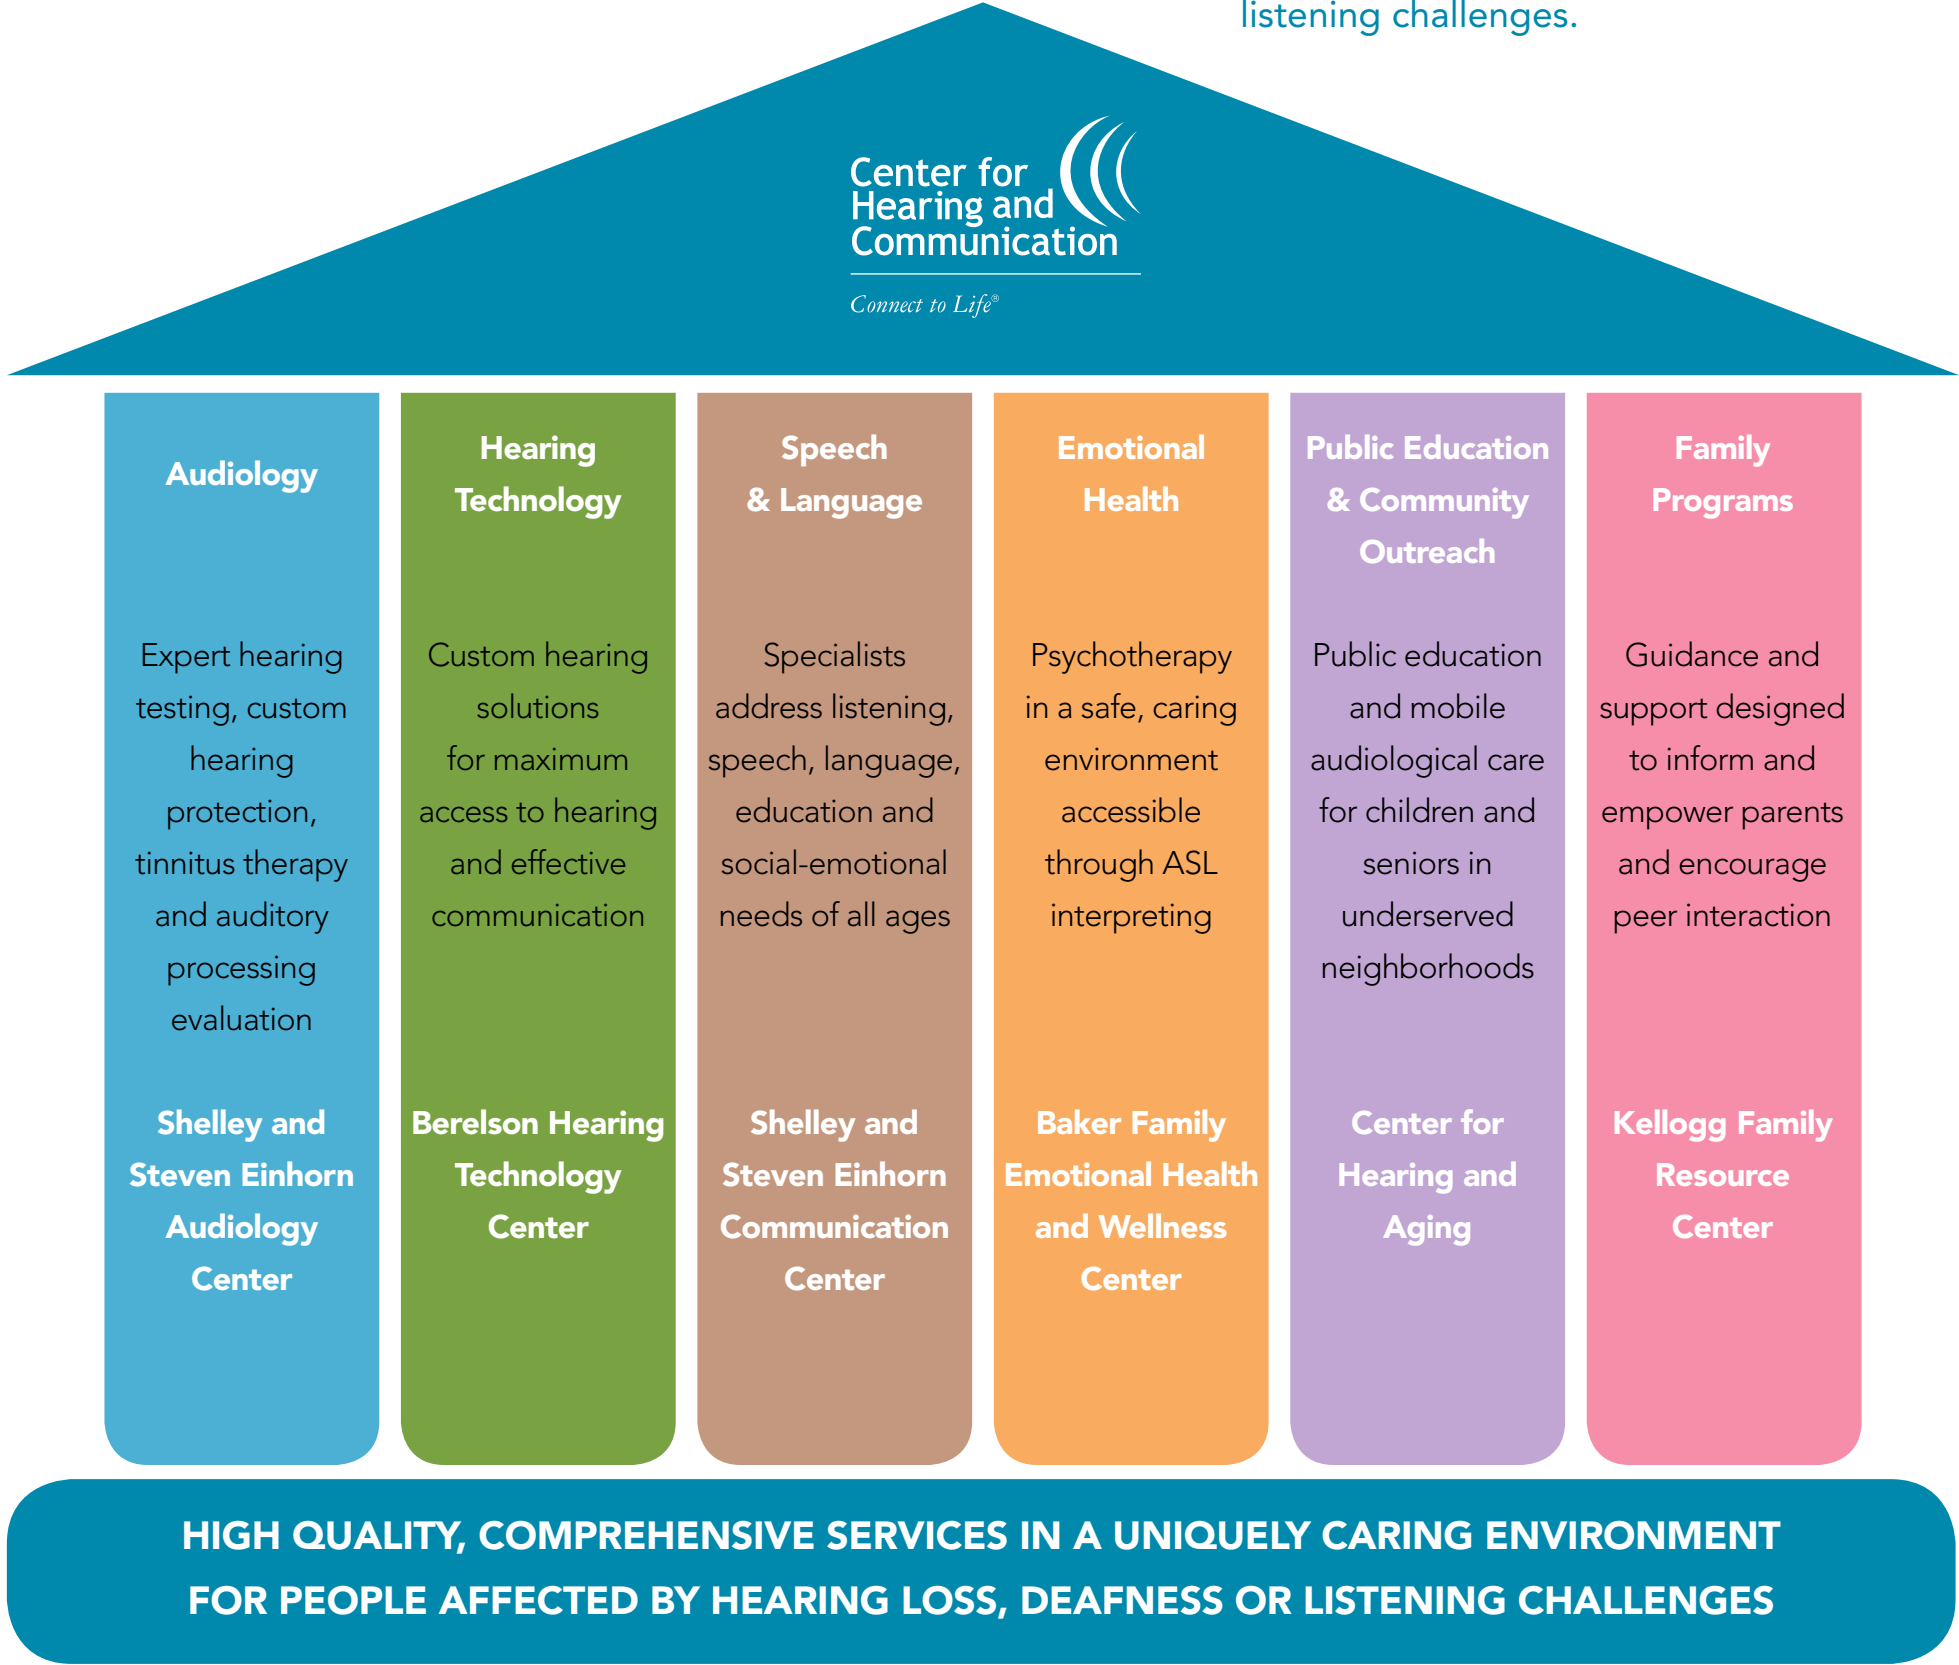 listening challenges.
Center for
Hearing and
Communication
Connect to Life®
Audiology
Expert hearing
testing, custom
hearing
protection,
tinnitus therapy
and auditory
processing
evaluation
Shelley and
Steven Einhorn
Audiology
Center
Hearing
Technology
Custom hearing
solutions
for maximum
access to hearing
and effective
communication
Berelson Hearing
Technology
Center
Speech
& Language
Specialists
address listening,
speech, language,
education and
social-emotional
needs of all ages
Shelley and
Steven Einhorn
Communication
Center
Emotional
Health
Psychotherapy
in a safe, caring
environment
accessible
through ASL
interpreting
Baker Family
Emotional Health
and Wellness
Center
Public Education
& Community
Outreach
Public education
and mobile
audiological care
for children and
seniors in
underserved
neighborhoods
Center for
Hearing and
Aging
Family
Programs
Guidance and
support designed
to inform and
empower parents
and encourage
peer interaction
Kellogg Family
Resource
Center
HIGH QUALITY, COMPREHENSIVE SERVICES IN A UNIQUELY CARING ENVIRONMENT
FOR PEOPLE AFFECTED BY HEARING LOSS, DEAFNESS OR LISTENING CHALLENGES